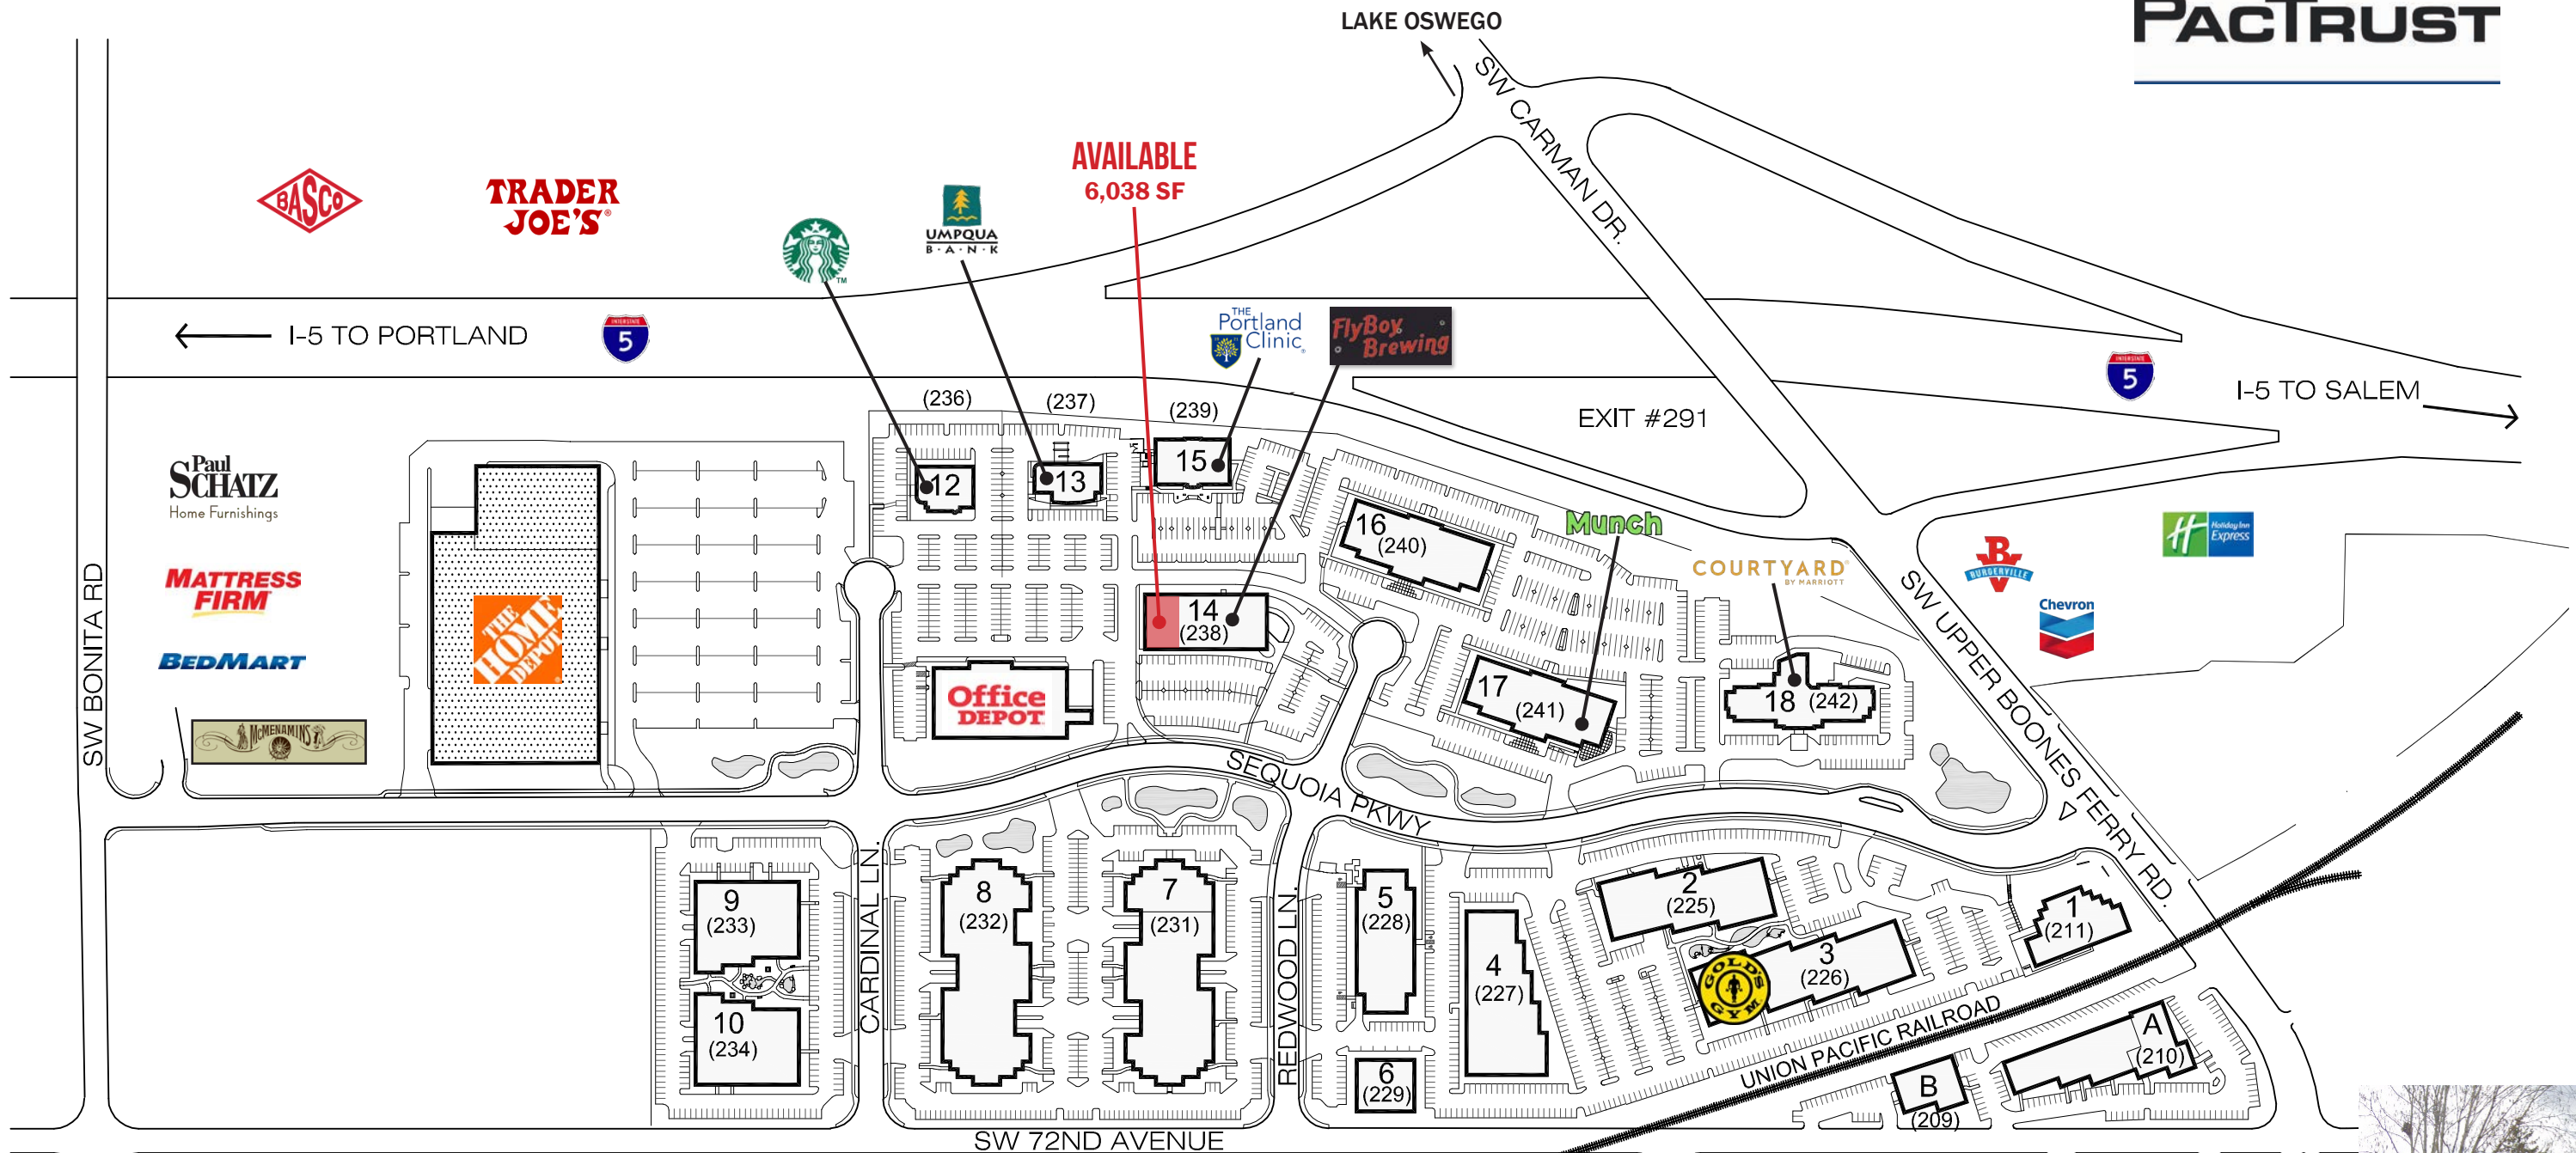 PACTRUST
LAKE OSWEGO
SW CARMAN DR.
AVAILABLE
6,038 SF
BASCO
TRADER
JOE'S®
TM
UMPQUA
B·A·N·K
← I-5 TO PORTLAND
INTERSTATE
5
THE
Portland
Clinic®
FlyBoy
Brewing
INTERSTATE
5
I-5 TO SALEM
EXIT #291
(236)
(237)
(239)
12
13
15
16
(240)
Munch
COURTYARD®
BY MARRIOTT
Holiday Inn
Express
B
BURGERVILLE
Chevron
SW UPPER BOONES FERRY RD.
Paul
SCHATZ
Home Furnishings
MATTRESS
FIRM
BEDMART
MCMENAMINS
SW BONITA RD
THE
HOME
DEPOT
14
(238)
Office
DEPOT
17
(241)
18 (242)
SEQUOIA PKWY
9
(233)
10
(234)
CARDINAL LN.
8
(232)
7
(231)
REDWOOD LN.
5
(228)
6
(229)
4
(227)
2
(225)
3
(226)
GOLD'S
GYM
1
(211)
UNION PACIFIC RAILROAD
A
(210)
B
(209)
SW 72ND AVENUE